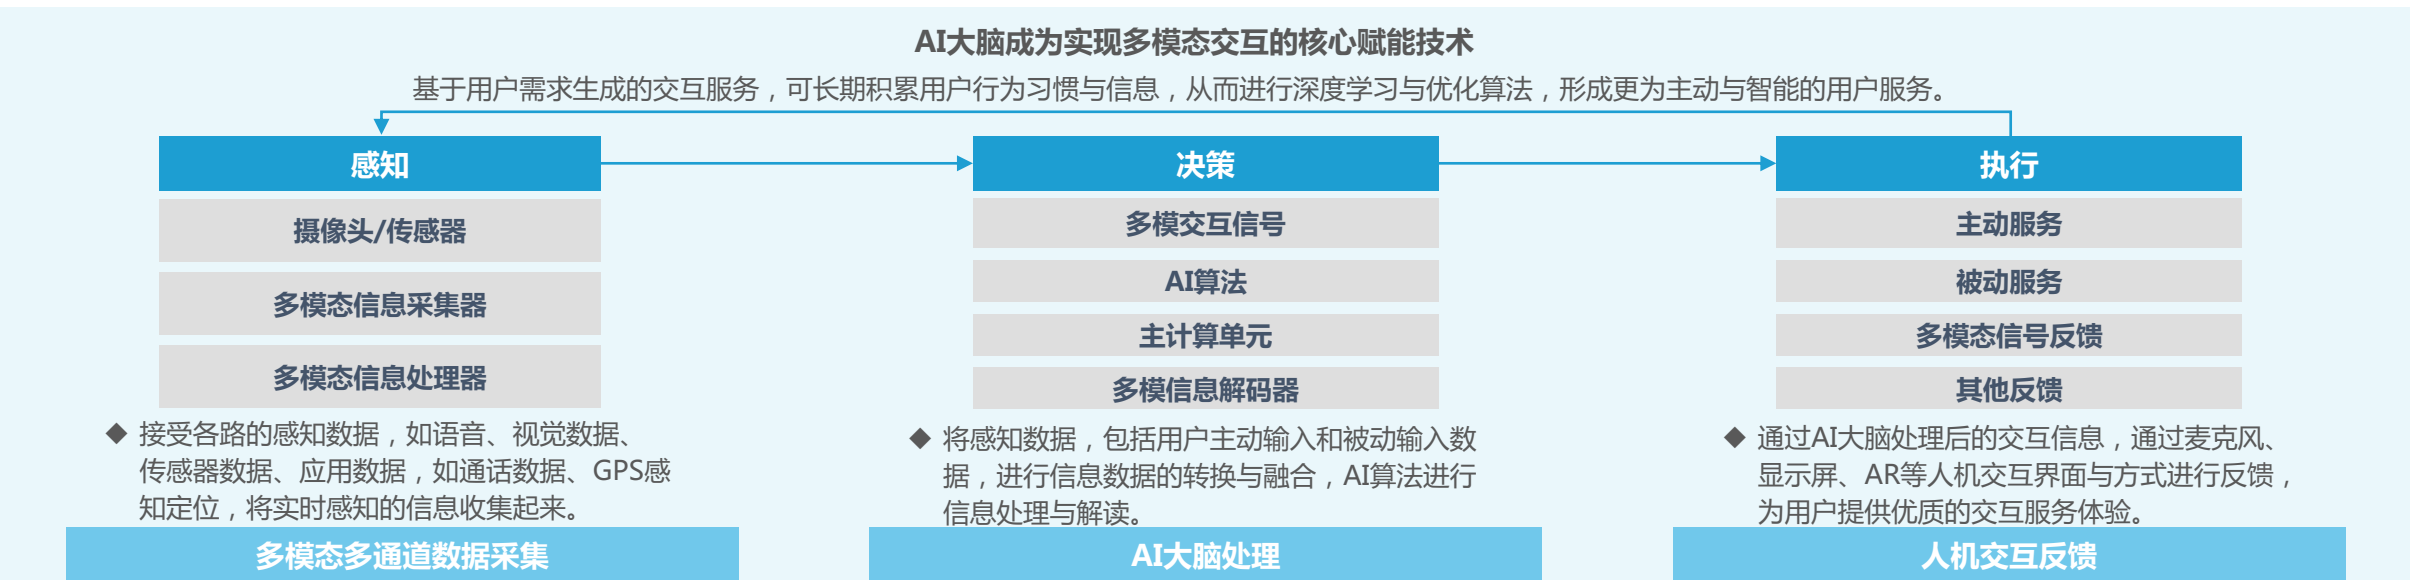 AI大脑成为实现多模态交互的核心赋能技术
基于用户需求生成的交互服务，可长期积累用户行为习惯与信息，从而进行深度学习与优化算法，形成更为主动与智能的用户服务。
感知
摄像头/传感器
多模态信息采集器
多模态信息处理器
◆ 接受各路的感知数据，如语音、视觉数据、
传感器数据、应用数据，如通话数据、GPS感
知定位，将实时感知的信息收集起来。
多模态多通道数据采集
决策
多模交互信号
AI算法
主计算单元
多模信息解码器
◆ 将感知数据，包括用户主动输入和被动输入数
据，进行信息数据的转换与融合，AI算法进行
信息处理与解读。
AI大脑处理
执行
主动服务
被动服务
多模态信号反馈
其他反馈
◆ 通过AI大脑处理后的交互信息，通过麦克风、
显示屏、AR等人机交互界面与方式进行反馈，
为用户提供优质的交互服务体验。
人机交互反馈